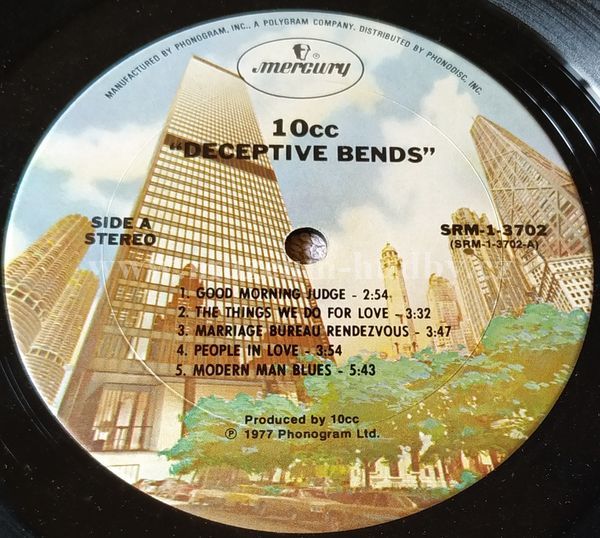 MANUFACTURED BY PHONOGRAM, INC., A POLYGRAM COMPANY. DISTRIBUTED BY PHONODISC, INC.
mercury
®
10cc
"DECEPTIVE BENDS"
SIDE A
STEREO
SRM-1-3702
(SRM-1-3702-A)
1. GOOD MORNING JUDGE - 2:54
2. THE THINGS WE DO FOR LOVE - 3:32
3. MARRIAGE BUREAU RENDEZVOUS - 3:47
4. PEOPLE IN LOVE - 3:54
5. MODERN MAN BLUES - 5:43
Produced by 10cc
℗ 1977 Phonogram Ltd.